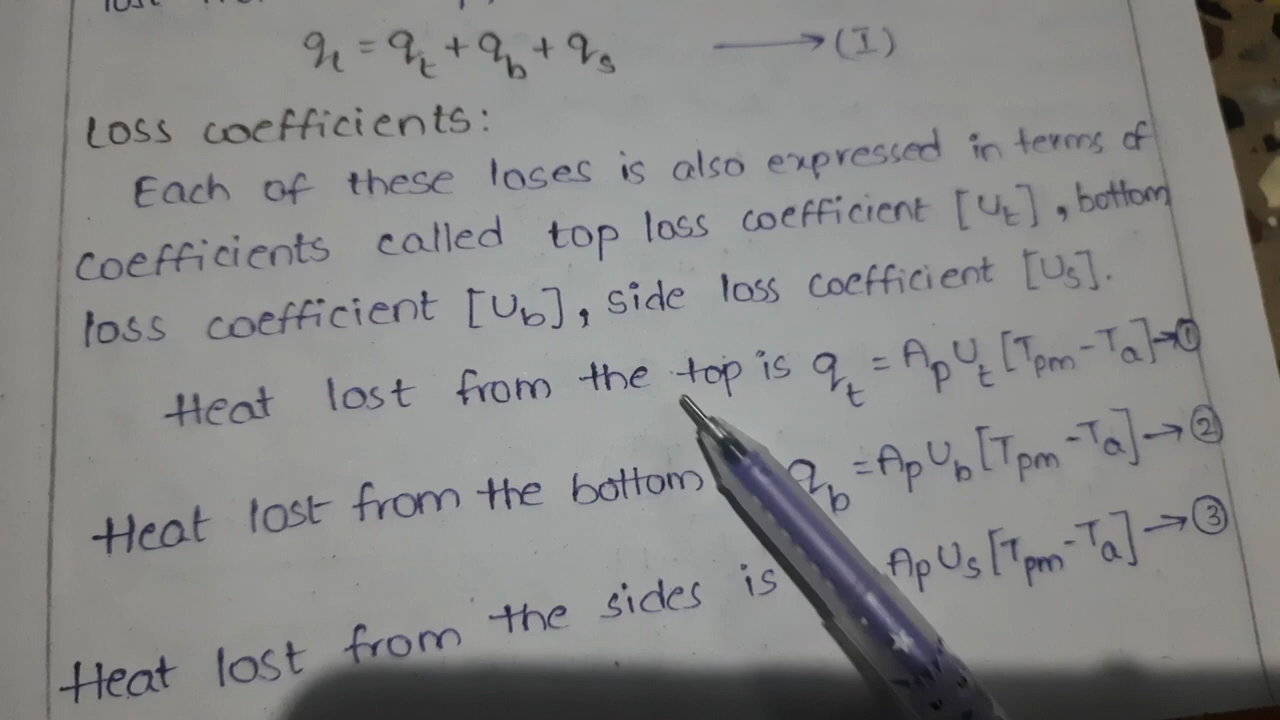 q_l = q_t + q_b + q_s → (I)
Loss coefficients:
Each of these loses is also expressed in terms of
coefficients called top loss coefficient [U_t], bottom
loss coefficient [U_b], side loss coefficient [U_s].
Heat lost from the top is q_t = A_p U_t [T_pm - T_a] → ①
Heat lost from the bottom q_b = A_p U_b [T_pm - T_a] → ②
Heat lost from the sides is A_p U_s [T_pm - T_a] → ③